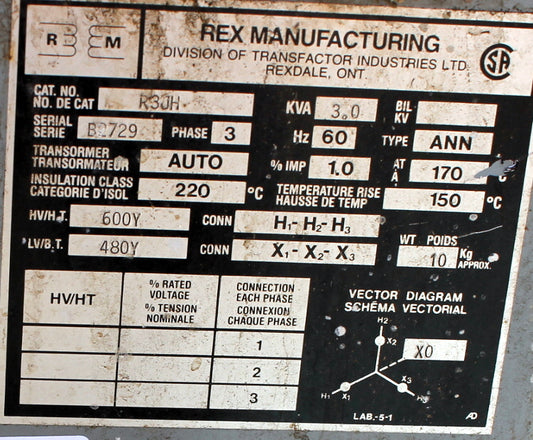 R M
REX MANUFACTURING
DIVISION OF TRANSFACTOR INDUSTRIES LTD
REXDALE, ONT.
CAT. NO.
NO. DE CAT R30H KVA 3.0 BIL KV
SERIAL
SERIE B2729 PHASE 3 Hz 60 TYPE ANN
TRANSORMER
TRANSORMATEUR AUTO % IMP 1.0 AT A 170 °C
INSULATION CLASS
CATEGORIE D'ISOL 220 °C TEMPERATURE RISE
HAUSSE DE TEMP 150 °C
HV/H.T. 600Y CONN H1-H2-H3
LV/B.T. 480Y CONN X1-X2-X3 WT POIDS 10 Kg APPROX.
HV/HT % RATED VOLTAGE % TENSION NOMINALE CONNECTION EACH PHASE CONNEXION CHAQUE PHASE
1
2
3
VECTOR DIAGRAM
SCHÉMA VECTORIAL
H2
X2
X0
X3
H1 X1 H3
LAB.-5-1